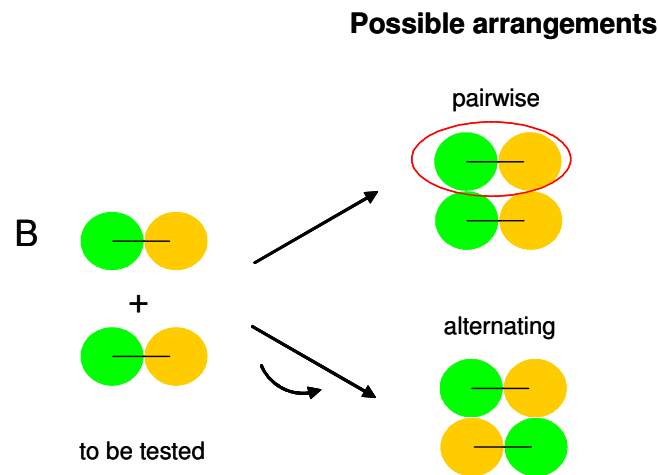 Possible arrangements
pairwise
B
+
alternating
to be tested